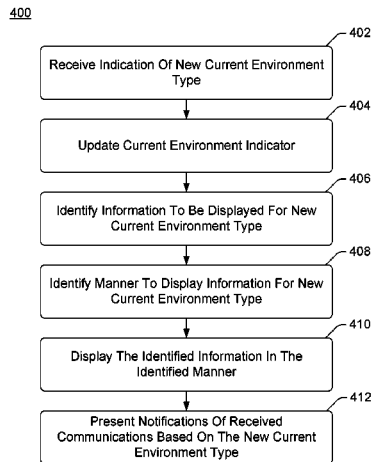 400
402
Receive Indication Of New Current Environment
Type
404
Update Current Environment Indicator
406
Identify Information To Be Displayed For New
Current Environment Type
408
Identify Manner To Display Information For New
Current Environment Type
410
Display The Identified Information In The
Identified Manner
412
Present Notifications Of Received
Communications Based On The New Current
Environment Type